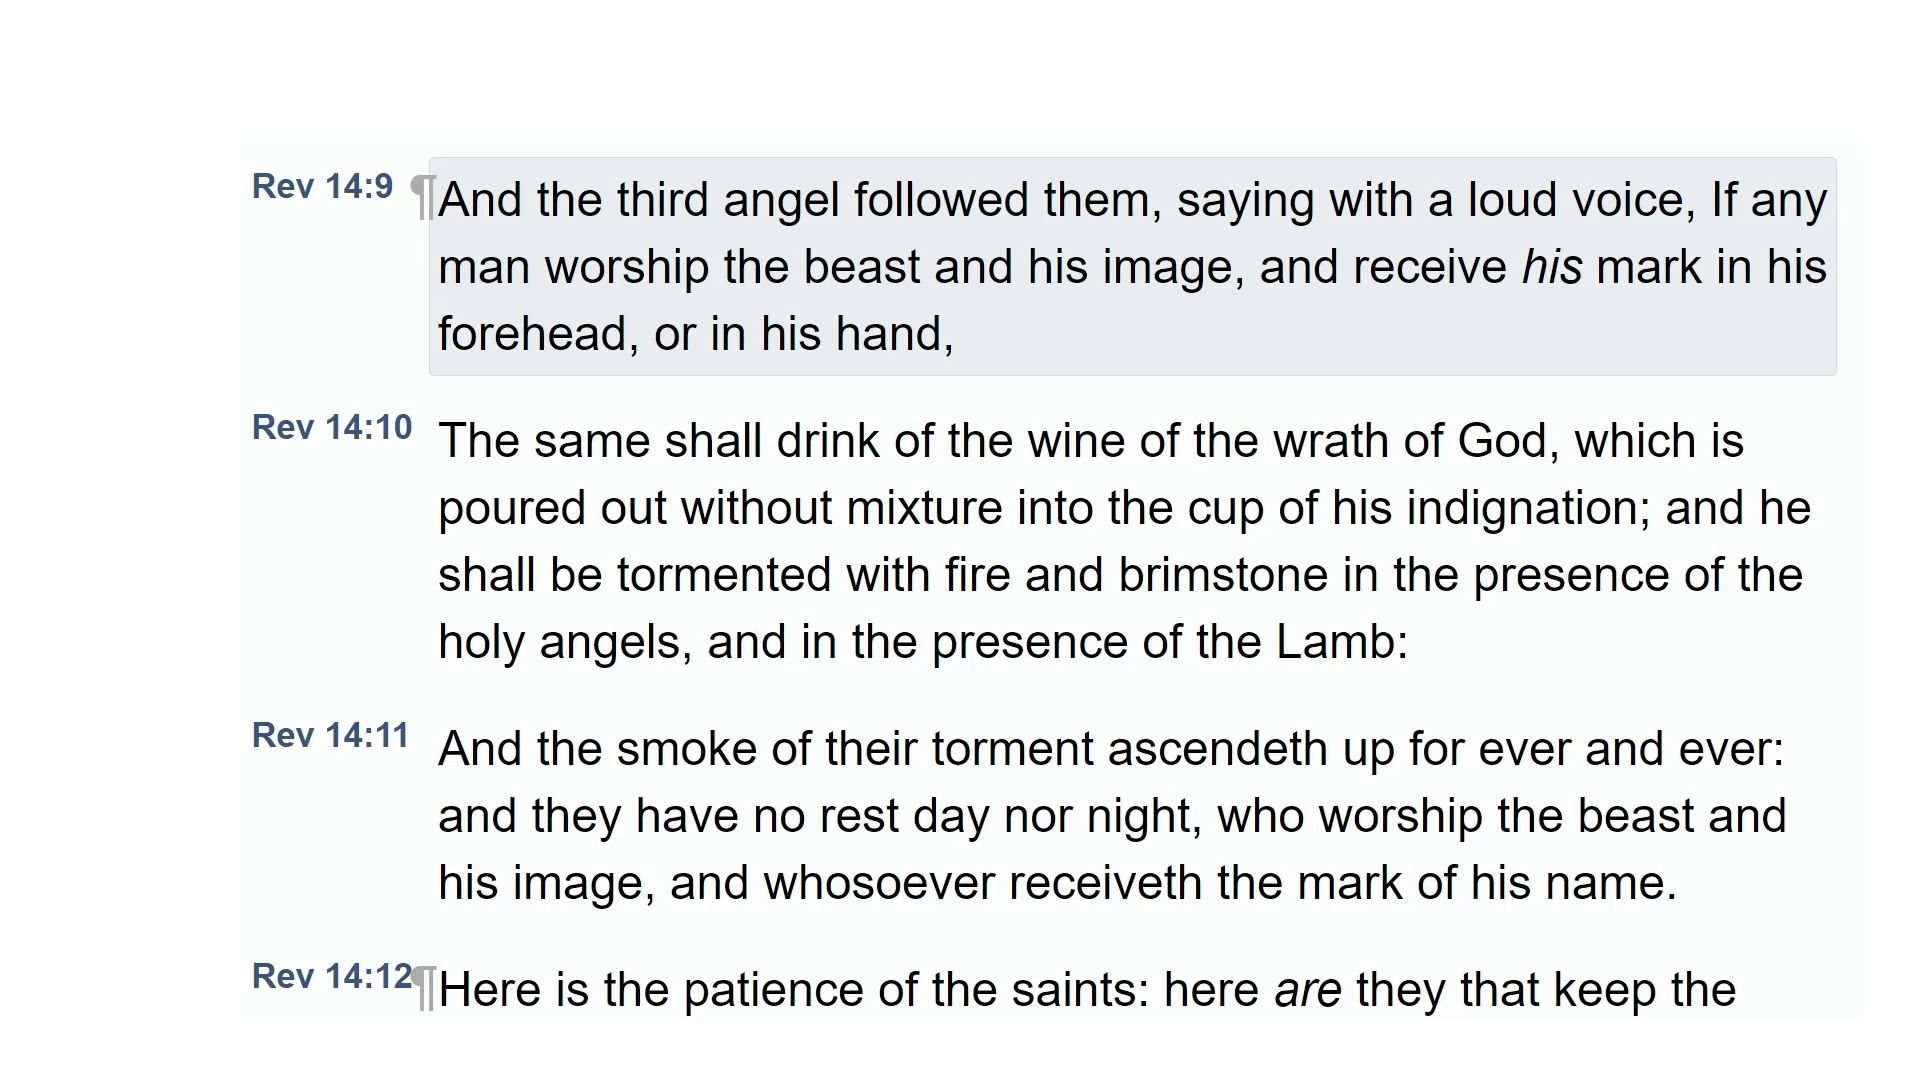 Rev 14:9 ¶And the third angel followed them, saying with a loud voice, If any
man worship the beast and his image, and receive his mark in his
forehead, or in his hand,
Rev 14:10 The same shall drink of the wine of the wrath of God, which is
poured out without mixture into the cup of his indignation; and he
shall be tormented with fire and brimstone in the presence of the
holy angels, and in the presence of the Lamb:
Rev 14:11 And the smoke of their torment ascendeth up for ever and ever:
and they have no rest day nor night, who worship the beast and
his image, and whosoever receiveth the mark of his name.
Rev 14:12 ¶Here is the patience of the saints: here are they that keep the